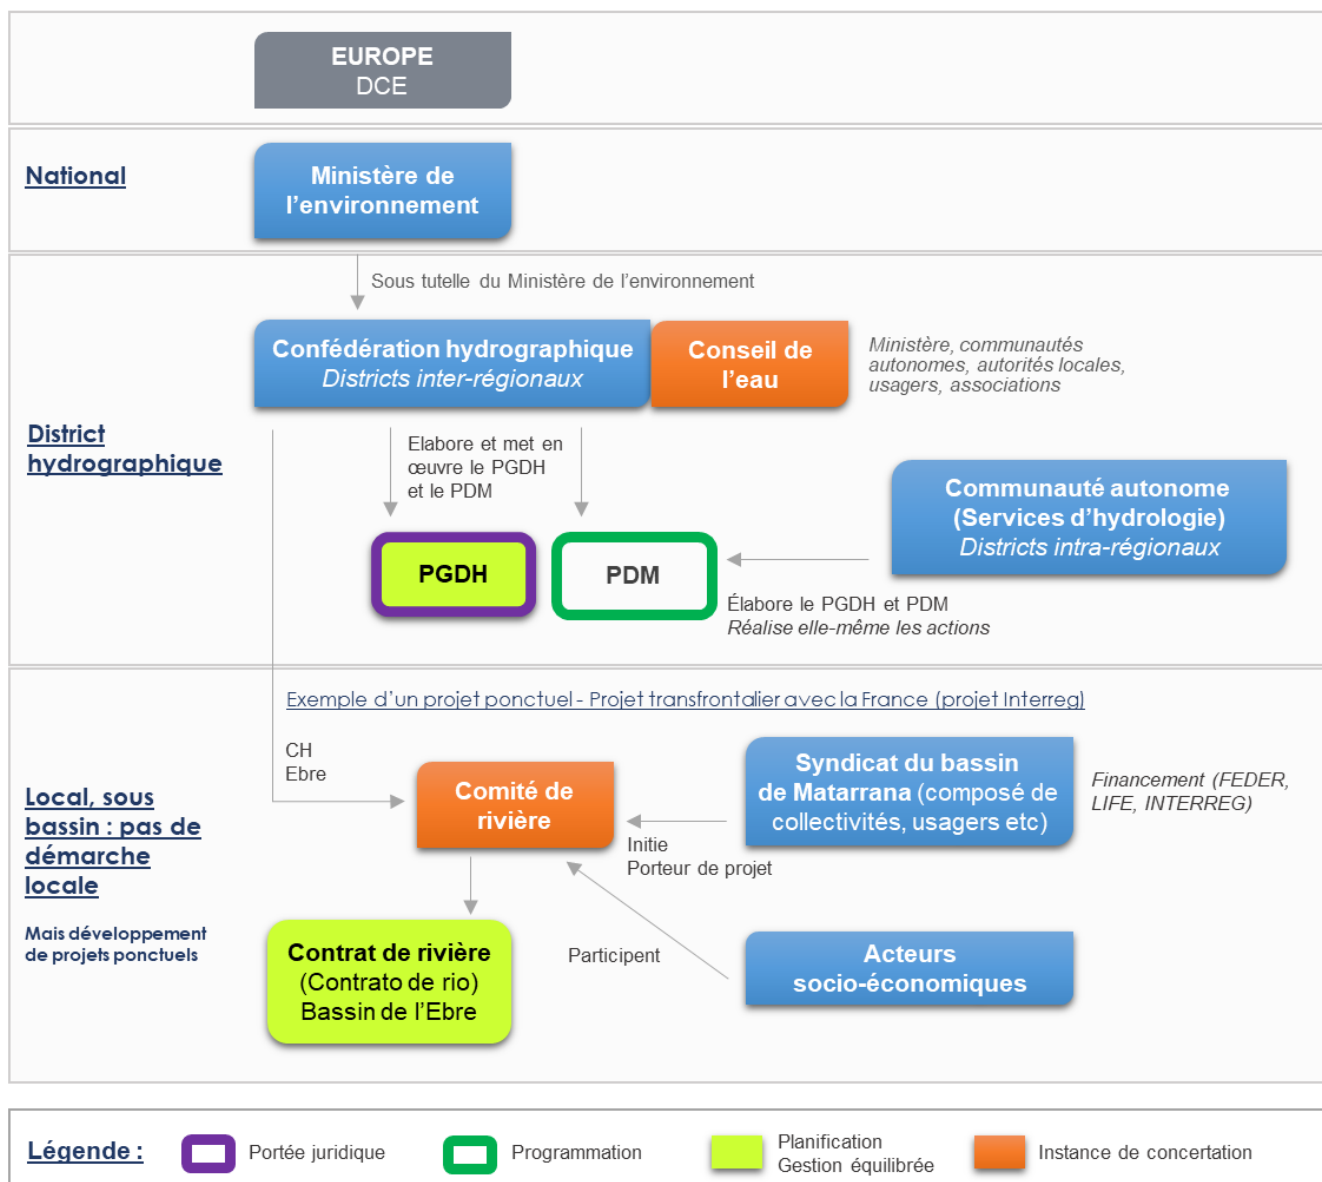 EUROPE
DCE
National
Ministère de
l’environnement
Sous tutelle du Ministère de l’environnement
Confédération hydrographique
Districts inter-régionaux
Conseil de
l’eau
Ministère, communautés
autonomes, autorités locales,
usagers, associations
District
hydrographique
Elabore et met en
œuvre le PGDH
et le PDM
Communauté autonome
(Services d’hydrologie)
Districts intra-régionaux
PGDH
PDM
Élabore le PGDH et PDM
Réalise elle-même les actions
Exemple d’un projet ponctuel - Projet transfrontalier avec la France (projet Interreg)
CH
Ebre
Local, sous
bassin : pas de
démarche
locale
Mais développement
de projets ponctuels
Comité de
rivière
Syndicat du bassin
de Matarrana (composé de
collectivités, usagers etc)
Financement (FEDER,
LIFE, INTERREG)
Initie
Porteur de projet
Contrat de rivière
(Contrato de rio)
Bassin de l’Ebre
Participent
Acteurs
socio-économiques
Légende :
Portée juridique
Programmation
Planification
Gestion équilibrée
Instance de concertation